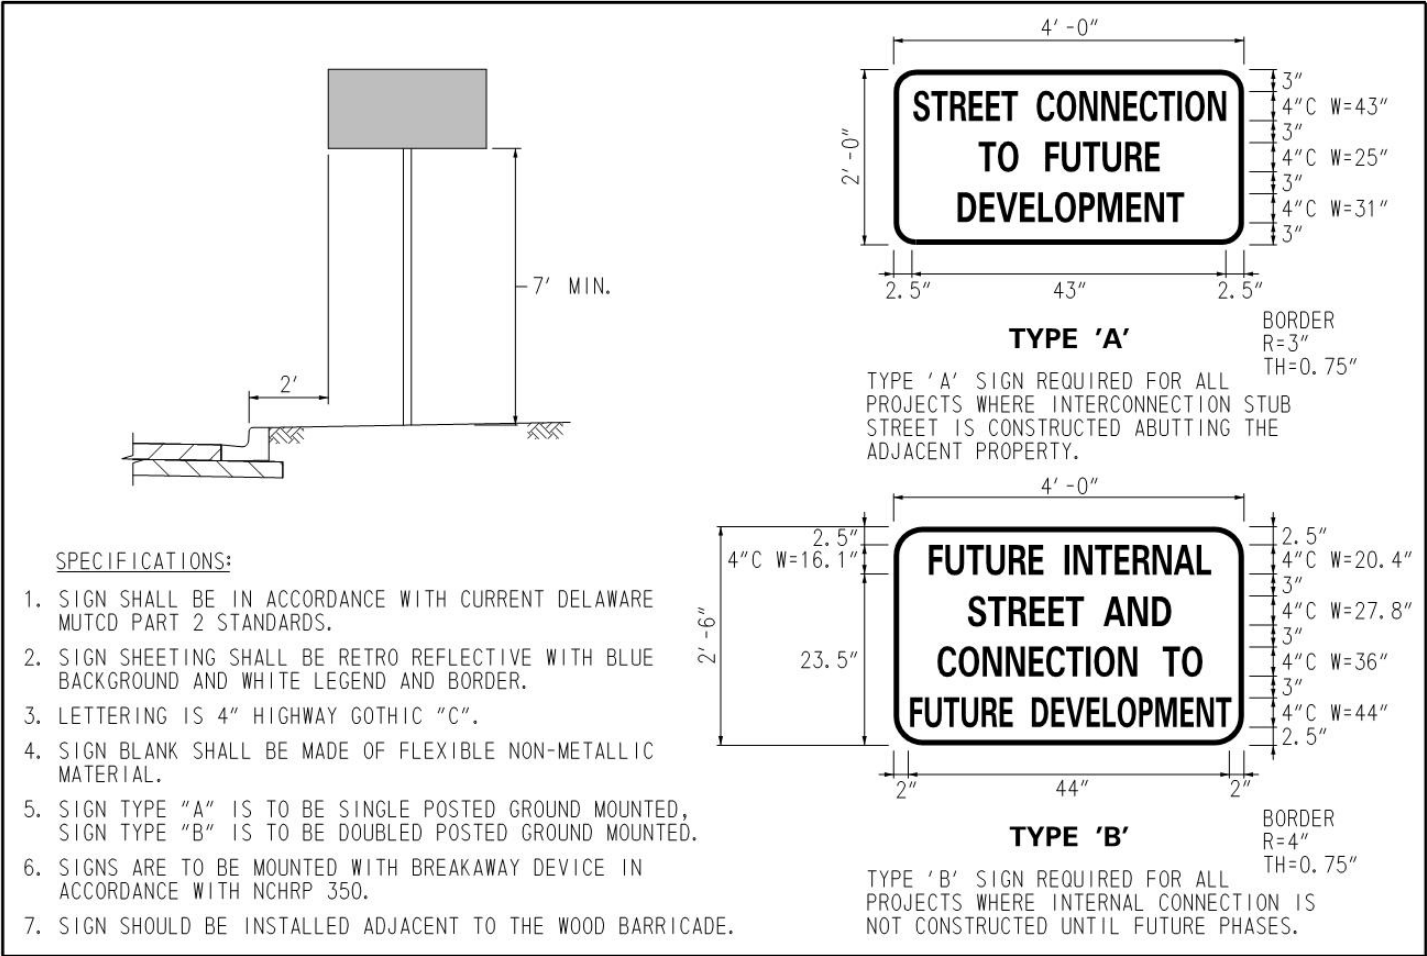 7' MIN.
2'
SPECIFICATIONS:
1. SIGN SHALL BE IN ACCORDANCE WITH CURRENT DELAWARE
MUTCD PART 2 STANDARDS.
2. SIGN SHEETING SHALL BE RETRO REFLECTIVE WITH BLUE
BACKGROUND AND WHITE LEGEND AND BORDER.
3. LETTERING IS 4" HIGHWAY GOTHIC "C".
4. SIGN BLANK SHALL BE MADE OF FLEXIBLE NON-METALLIC
MATERIAL.
5. SIGN TYPE "A" IS TO BE SINGLE POSTED GROUND MOUNTED,
SIGN TYPE "B" IS TO BE DOUBLED POSTED GROUND MOUNTED.
6. SIGNS ARE TO BE MOUNTED WITH BREAKAWAY DEVICE IN
ACCORDANCE WITH NCHRP 350.
7. SIGN SHOULD BE INSTALLED ADJACENT TO THE WOOD BARRICADE.
4'-0"
2'-0"
STREET CONNECTION
TO FUTURE
DEVELOPMENT
3"
4"C W=43"
3"
4"C W=25"
3"
4"C W=31"
3"
2.5" 43" 2.5"
TYPE 'A'
BORDER
R=3"
TH=0.75"
TYPE 'A' SIGN REQUIRED FOR ALL
PROJECTS WHERE INTERCONNECTION STUB
STREET IS CONSTRUCTED ABUTTING THE
ADJACENT PROPERTY.
4'-0"
2'-6"
2.5"
4"C W=16.1"
23.5"
FUTURE INTERNAL
STREET AND
CONNECTION TO
FUTURE DEVELOPMENT
2.5"
4"C W=20.4"
3"
4"C W=27.8"
3"
4"C W=36"
3"
4"C W=44"
2.5"
2" 44" 2"
TYPE 'B'
BORDER
R=4"
TH=0.75"
TYPE 'B' SIGN REQUIRED FOR ALL
PROJECTS WHERE INTERNAL CONNECTION IS
NOT CONSTRUCTED UNTIL FUTURE PHASES.